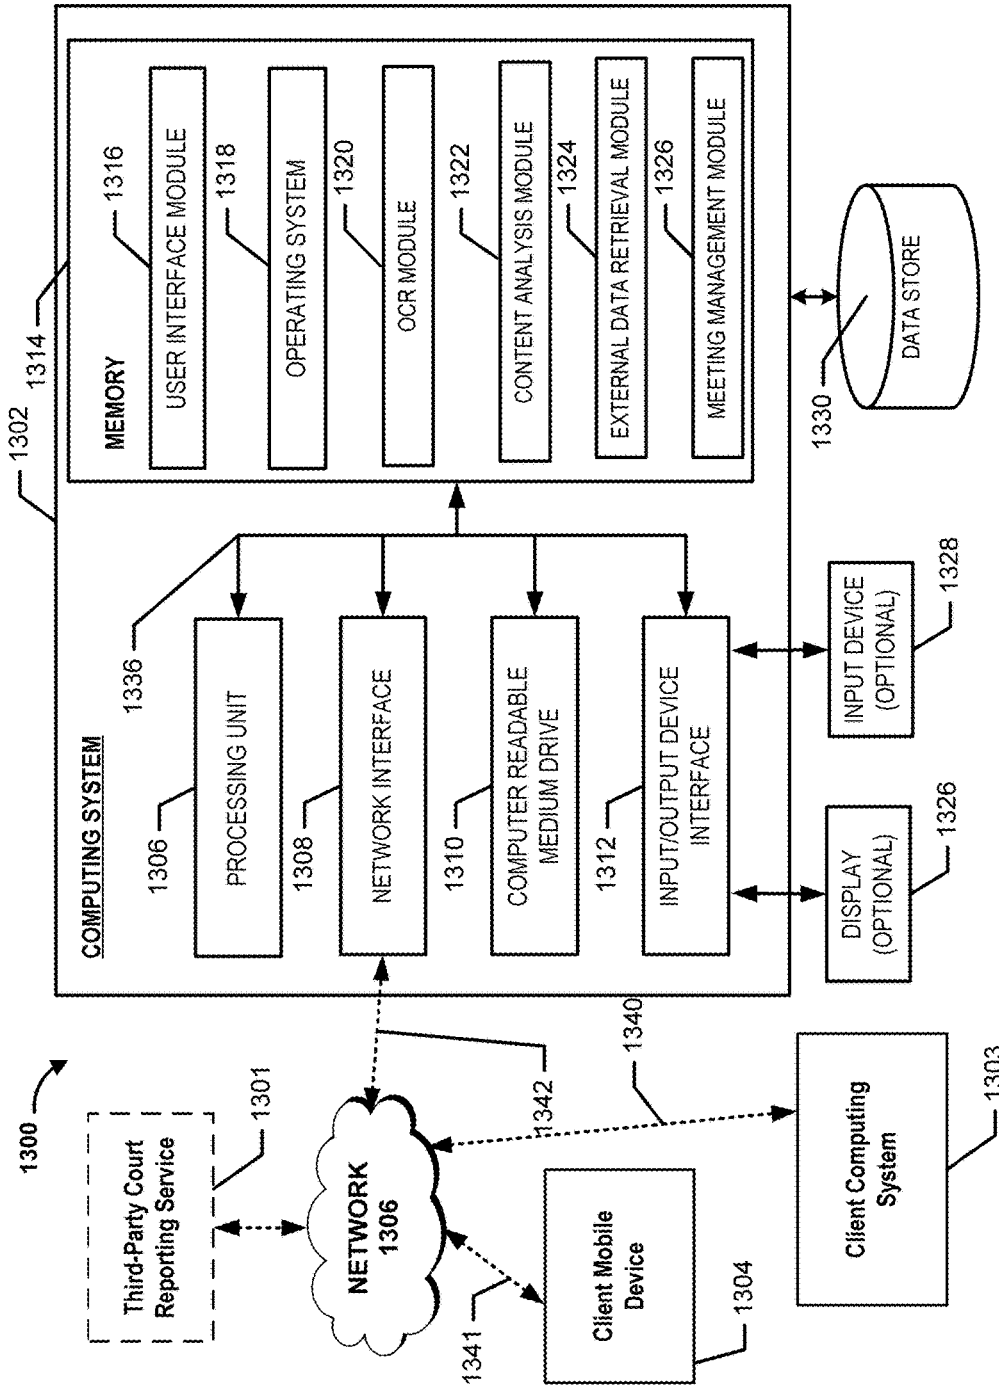 1300
Third-Party Court
Reporting Service
1301
NETWORK
1306
1342
1340
1341
Client Mobile
Device
1304
Client Computing
System
1303
1302
1314
COMPUTING SYSTEM
1336
1306
PROCESSING UNIT
1308
NETWORK INTERFACE
1310
COMPUTER READABLE
MEDIUM DRIVE
1312
INPUT/OUTPUT DEVICE
INTERFACE
MEMORY
1316
USER INTERFACE MODULE
1318
OPERATING SYSTEM
1320
OCR MODULE
1322
CONTENT ANALYSIS MODULE
1324
EXTERNAL DATA RETRIEVAL MODULE
1326
MEETING MANAGEMENT MODULE
DISPLAY
(OPTIONAL)
1326
INPUT DEVICE
(OPTIONAL)
1328
1330
DATA STORE